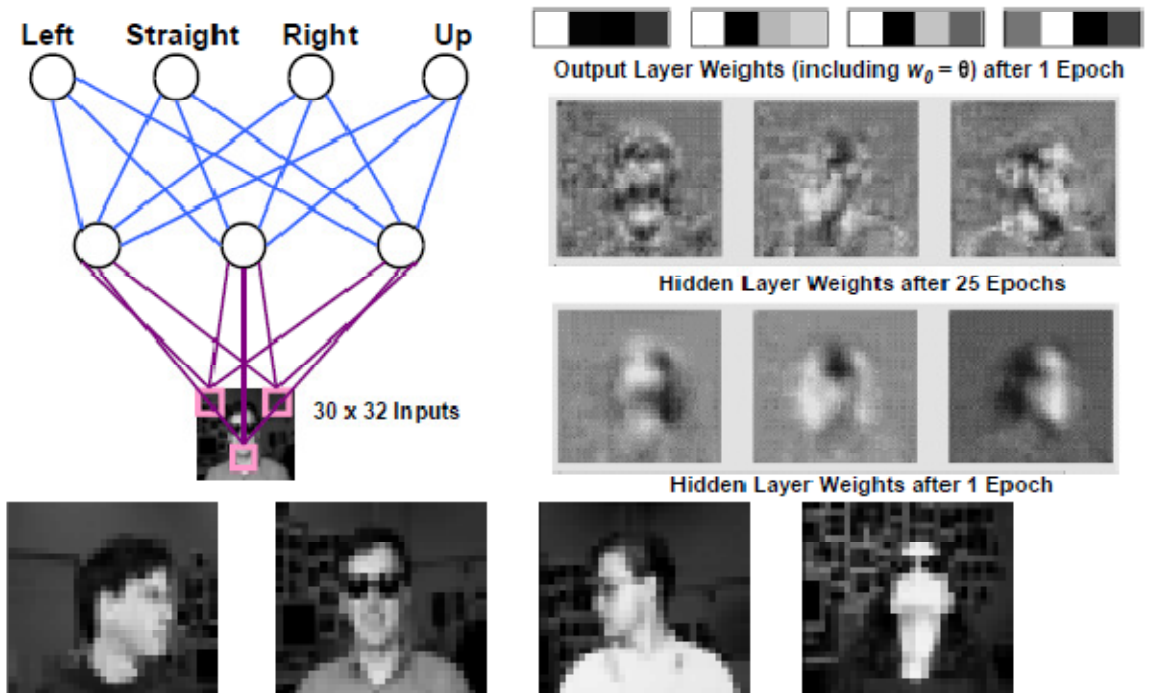 Left Straight Right Up
Output Layer Weights (including w₀ = θ) after 1 Epoch
Hidden Layer Weights after 25 Epochs
30 x 32 Inputs
Hidden Layer Weights after 1 Epoch